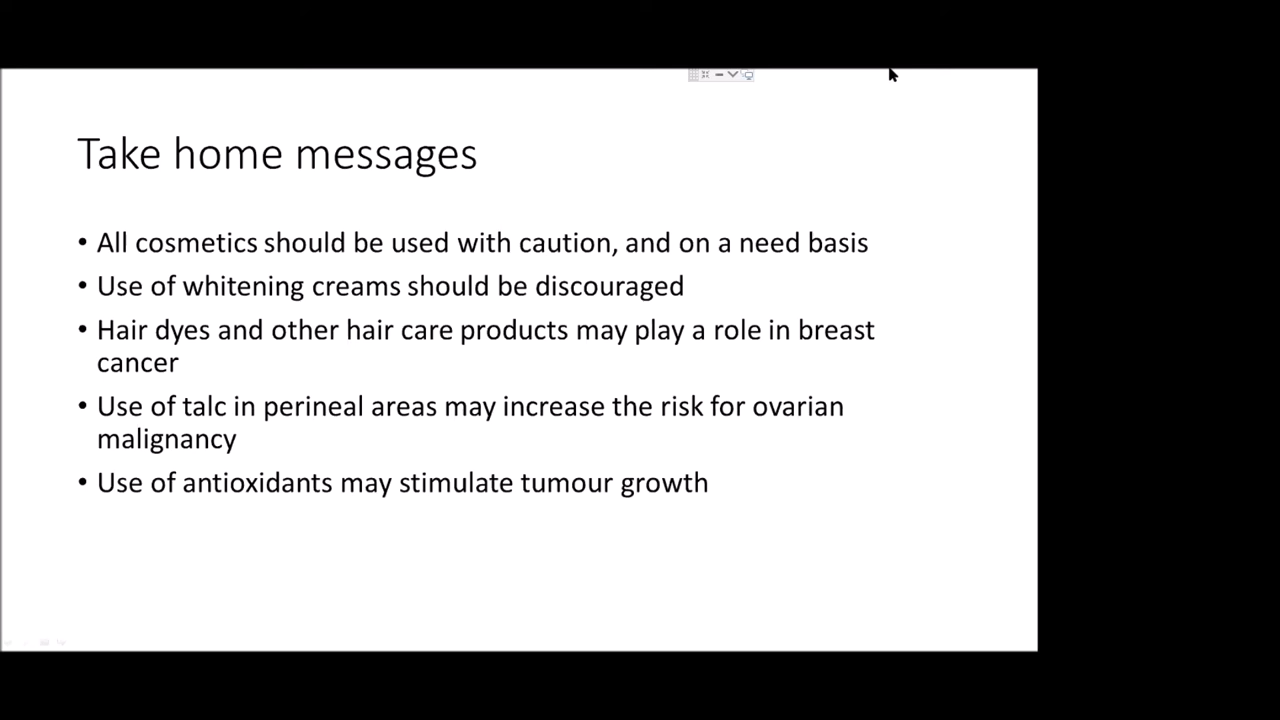 Take home messages
• All cosmetics should be used with caution, and on a need basis
• Use of whitening creams should be discouraged
• Hair dyes and other hair care products may play a role in breast
cancer
• Use of talc in perineal areas may increase the risk for ovarian
malignancy
• Use of antioxidants may stimulate tumour growth